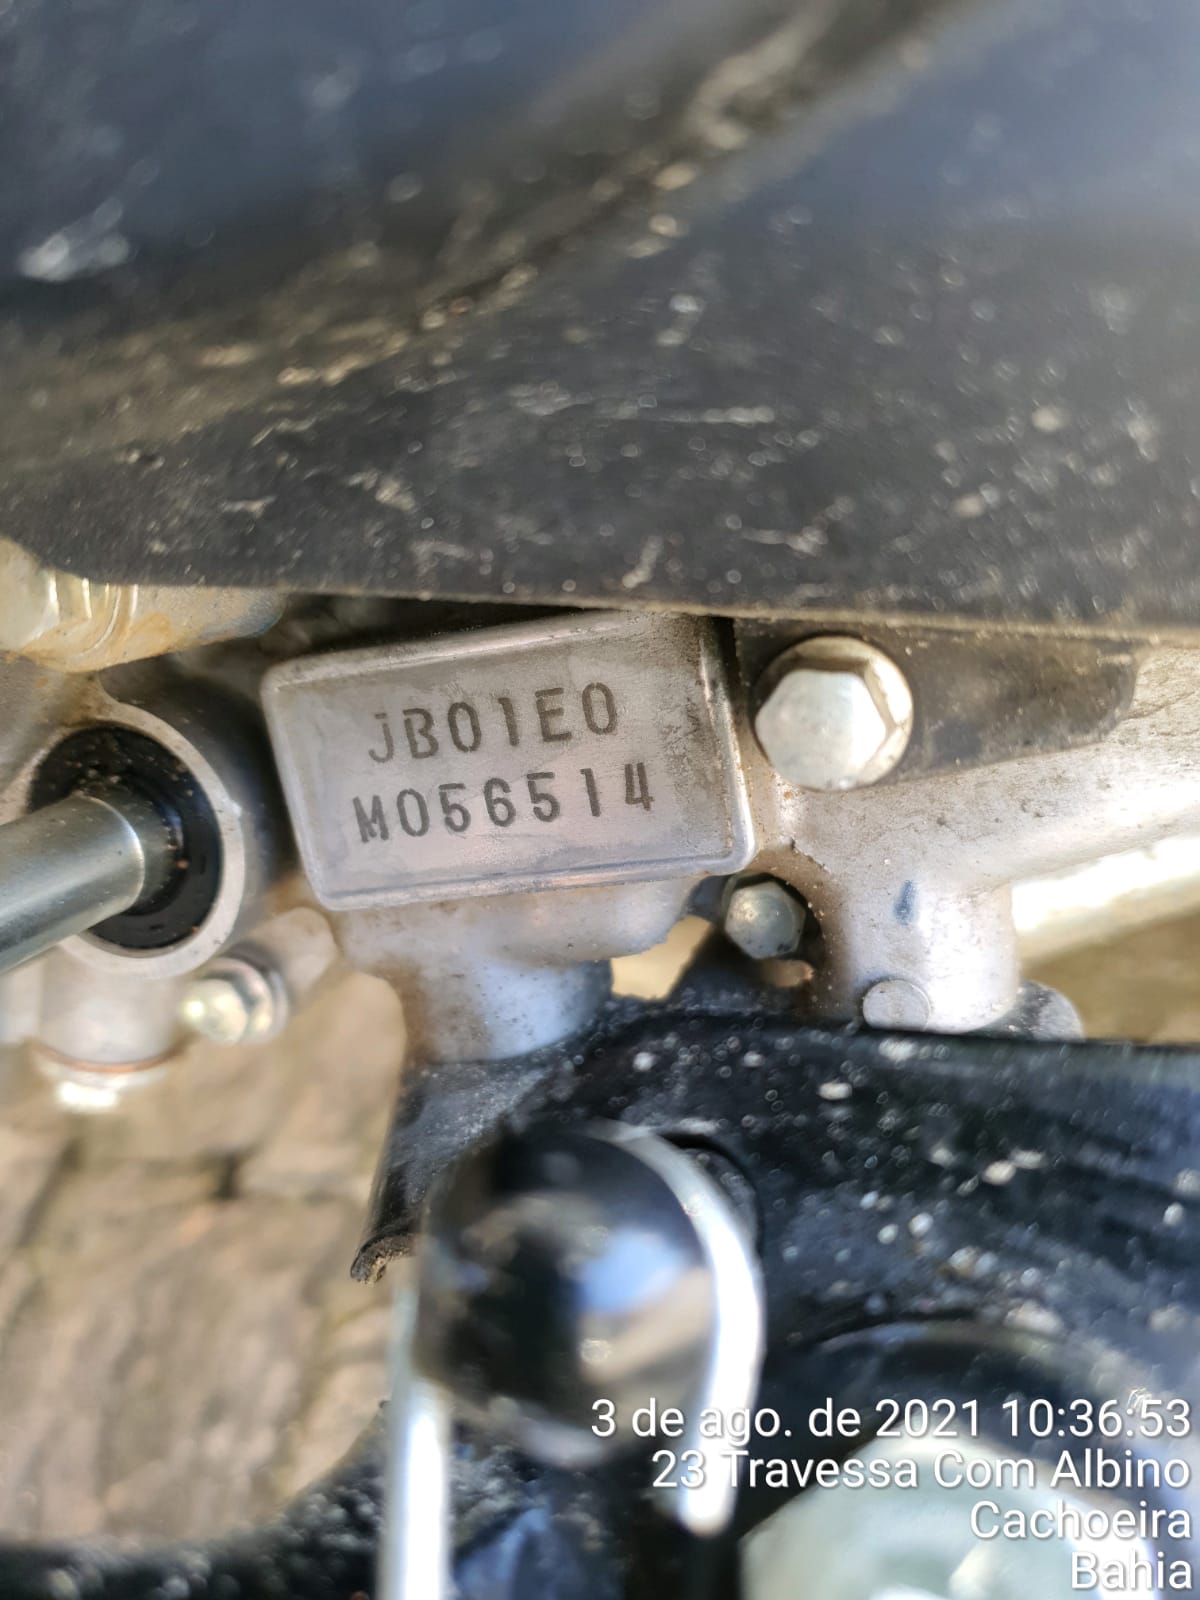 JB01E0
M056514
3 de ago. de 2021 10:36:53
23 Travessa Com Albino
Cachoeira
Bahia